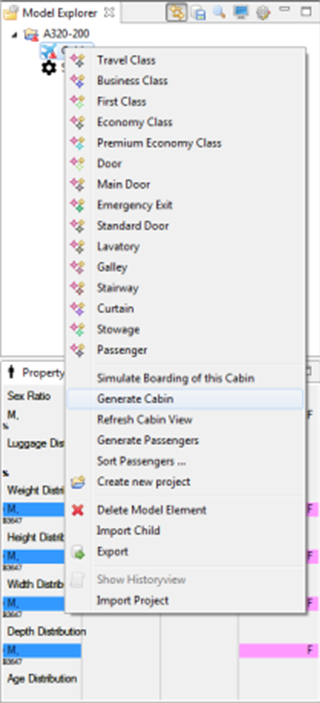 Model Explorer
A320-200
Travel Class
Business Class
First Class
Economy Class
Premium Economy Class
Door
Main Door
Emergency Exit
Standard Door
Lavatory
Galley
Stairway
Curtain
Stowage
Passenger
Simulate Boarding of this Cabin
Generate Cabin
Refresh Cabin View
Generate Passengers
Sort Passengers ...
Create new project
Delete Model Element
Import Child
Export
Show Historyview
Import Project
Property
Sex Ratio
M,
%
Luggage Dis
%
Weight Distri
M, F
Height Distrib
M, F
Width Distrib
M, F
Depth Distribution
M, F
Age Distribution